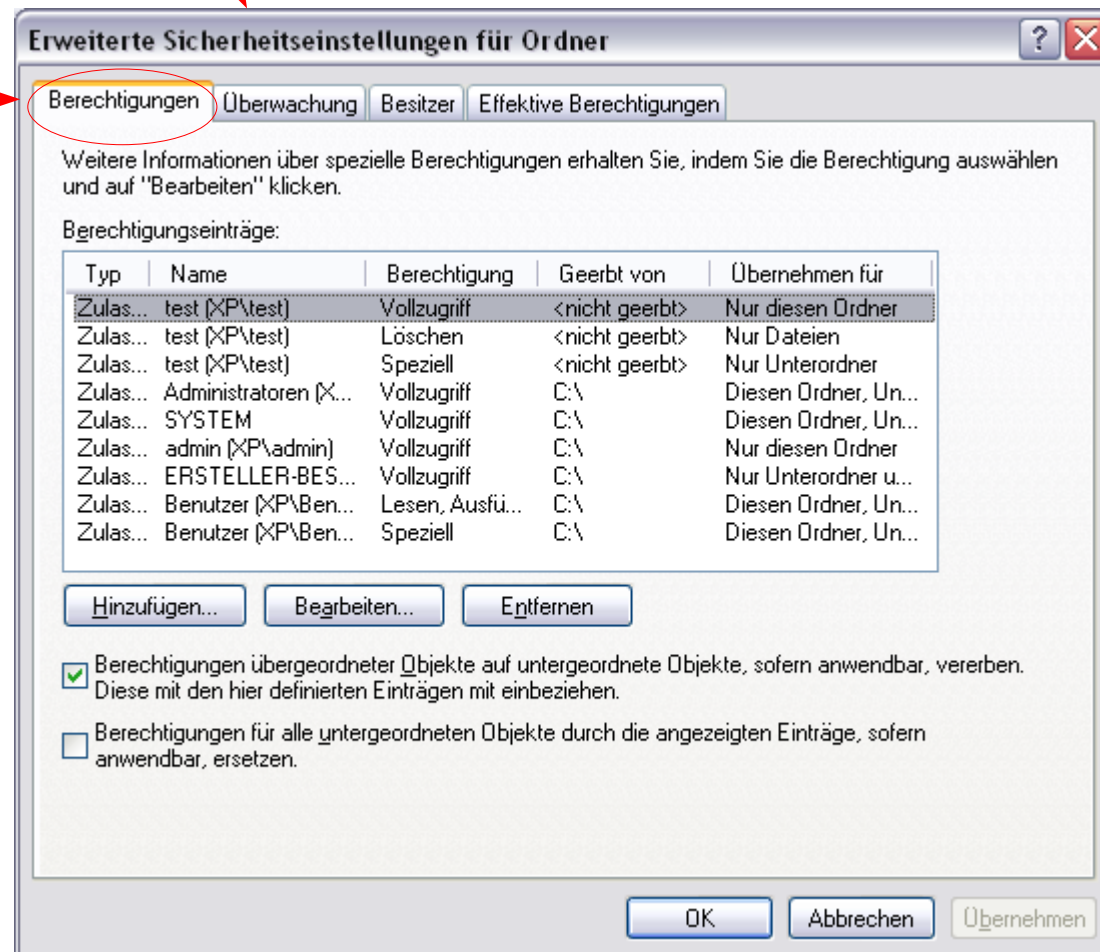 Erweiterte Sicherheitseinstellungen für Ordner
Berechtigungen Überwachung Besitzer Effektive Berechtigungen
Weitere Informationen über spezielle Berechtigungen erhalten Sie, indem Sie die Berechtigung auswählen
und auf "Bearbeiten" klicken.
Berechtigungseinträge:
Typ Name Berechtigung Geerbt von Übernehmen für
Zulas... test (XP\test) Vollzugriff <nicht geerbt> Nur diesen Ordner
Zulas... test (XP\test) Löschen <nicht geerbt> Nur Dateien
Zulas... test (XP\test) Speziell <nicht geerbt> Nur Unterordner
Zulas... Administratoren (X... Vollzugriff C:\ Diesen Ordner, Un...
Zulas... SYSTEM Vollzugriff C:\ Diesen Ordner, Un...
Zulas... admin (XP\admin) Vollzugriff C:\ Nur diesen Ordner
Zulas... ERSTELLER-BES... Vollzugriff C:\ Nur Unterordner u...
Zulas... Benutzer (XP\Ben... Lesen, Ausfü... C:\ Diesen Ordner, Un...
Zulas... Benutzer (XP\Ben... Speziell C:\ Diesen Ordner, Un...
Hinzufügen... Bearbeiten... Entfernen
Berechtigungen übergeordneter Objekte auf untergeordnete Objekte, sofern anwendbar, vererben.
Diese mit den hier definierten Einträgen mit einbeziehen.
Berechtigungen für alle untergeordneten Objekte durch die angezeigten Einträge, sofern
anwendbar, ersetzen.
OK Abbrechen Übernehmen